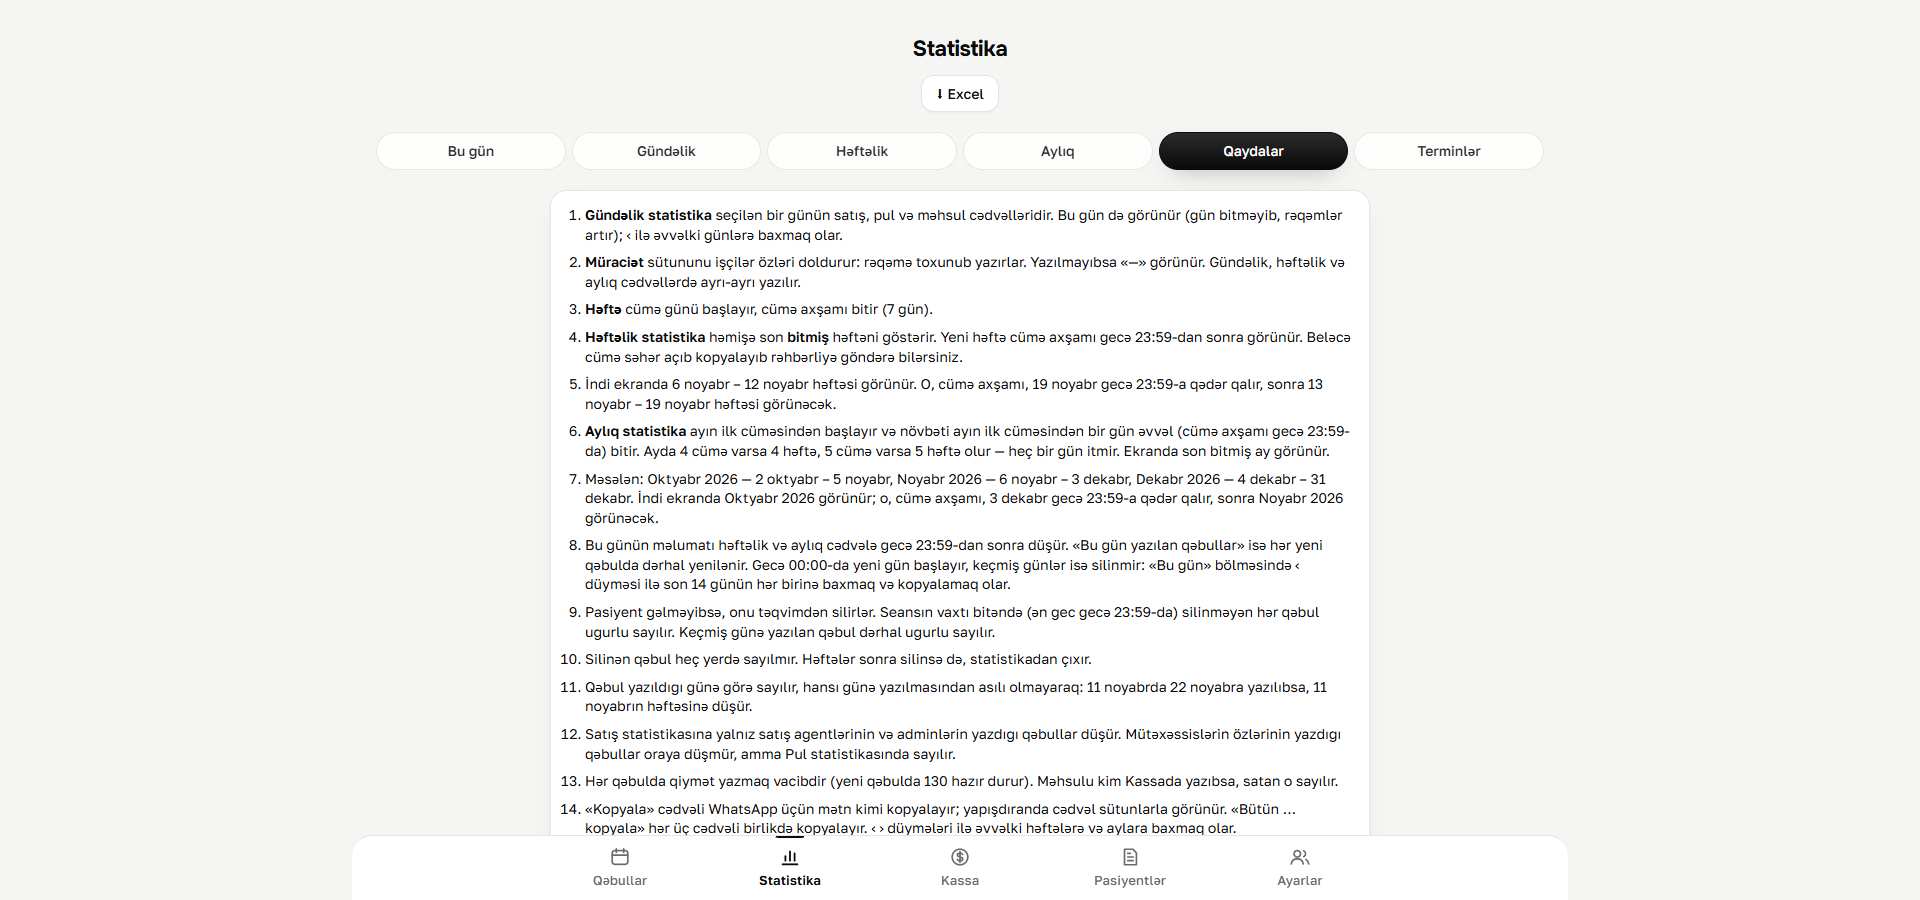 Statistika
⭳ Excel
Bu gün
Gündəlik
Həftəlik
Aylıq
Qaydalar
Terminlər
1. Gündəlik statistika seçilən bir günün satış, pul və məhsul cədvəlləridir. Bu gün də görünür (gün bitməyib, rəqəmlər
artır); ‹ ilə əvvəlki günlərə baxmaq olar.
2. Müraciət sütununu işçilər özləri doldurur: rəqəmə toxunub yazırlar. Yazılmayıbsa «—» görünür. Gündəlik, həftəlik və
aylıq cədvəllərdə ayrı-ayrı yazılır.
3. Həftə cümə günü başlayır, cümə axşamı bitir (7 gün).
4. Həftəlik statistika həmişə son bitmiş həftəni göstərir. Yeni həftə cümə axşamı gecə 23:59-dan sonra görünür. Beləcə
cümə səhər açıb kopyalayıb rəhbərliyə göndərə bilərsiniz.
5. İndi ekranda 6 noyabr – 12 noyabr həftəsi görünür. O, cümə axşamı, 19 noyabr gecə 23:59-a qədər qalır, sonra 13
noyabr – 19 noyabr həftəsi görünəcək.
6. Aylıq statistika ayın ilk cüməsindən başlayır və növbəti ayın ilk cüməsindən bir gün əvvəl (cümə axşamı gecə 23:59-
da) bitir. Ayda 4 cümə varsa 4 həftə, 5 cümə varsa 5 həftə olur — heç bir gün itmir. Ekranda son bitmiş ay görünür.
7. Məsələn: Oktyabr 2026 — 2 oktyabr – 5 noyabr, Noyabr 2026 — 6 noyabr – 3 dekabr, Dekabr 2026 — 4 dekabr – 31
dekabr. İndi ekranda Oktyabr 2026 görünür; o, cümə axşamı, 3 dekabr gecə 23:59-a qədər qalır, sonra Noyabr 2026
görünəcək.
8. Bu günün məlumatı həftəlik və aylıq cədvələ gecə 23:59-dan sonra düşür. «Bu gün yazılan qəbullar» isə hər yeni
qəbulda dərhal yenilənir. Gecə 00:00-da yeni gün başlayır, keçmiş günlər isə silinmir: «Bu gün» bölməsində ‹
düyməsi ilə son 14 günün hər birinə baxmaq və kopyalamaq olar.
9. Pasiyent gəlməyibsə, onu təqvimdən silirlər. Seansın vaxtı bitəndə (ən gec gecə 23:59-da) silinməyən hər qəbul
uğurlu sayılır. Keçmiş günə yazılan qəbul dərhal uğurlu sayılır.
10. Silinən qəbul heç yerdə sayılmır. Həftələr sonra silinsə də, statistikadan çıxır.
11. Qəbul yazıldığı günə görə sayılır, hansı günə yazılmasından asılı olmayaraq: 11 noyabrda 22 noyabra yazılıbsa, 11
noyabrın həftəsinə düşür.
12. Satış statistikasına yalnız satış agentlərinin və adminlərin yazdığı qəbullar düşür. Mütəxəssislərin özlərinin yazdığı
qəbullar oraya düşmür, amma Pul statistikasında sayılır.
13. Hər qəbulda qiymət yazmaq vacibdir (yeni qəbulda 130 hazır durur). Məhsulu kim Kassada yazıbsa, satan o sayılır.
14. «Kopyala» cədvəli WhatsApp üçün mətn kimi kopyalayır; yapışdıranda cədvəl sütunlarla görünür. «Bütün ...
kopyala» hər üç cədvəli birlikdə kopyalayır. ‹ › düymələri ilə əvvəlki həftələrə və aylara baxmaq olar.
Qəbullar
Statistika
Kassa
Pasiyentlər
Ayarlar